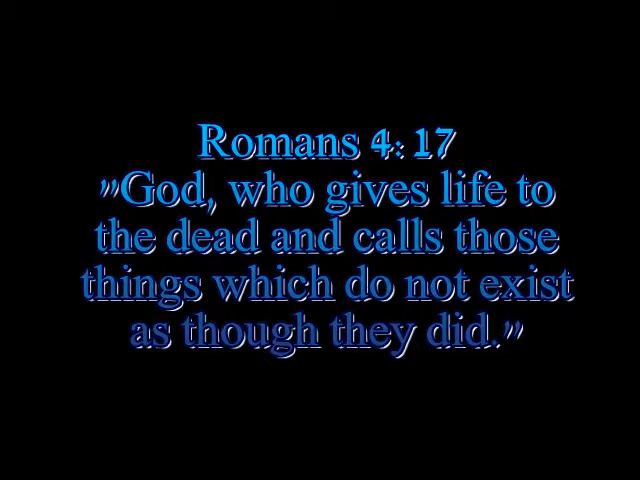 Romans 4:17
"God, who gives life to
the dead and calls those
things which do not exist
as though they did."